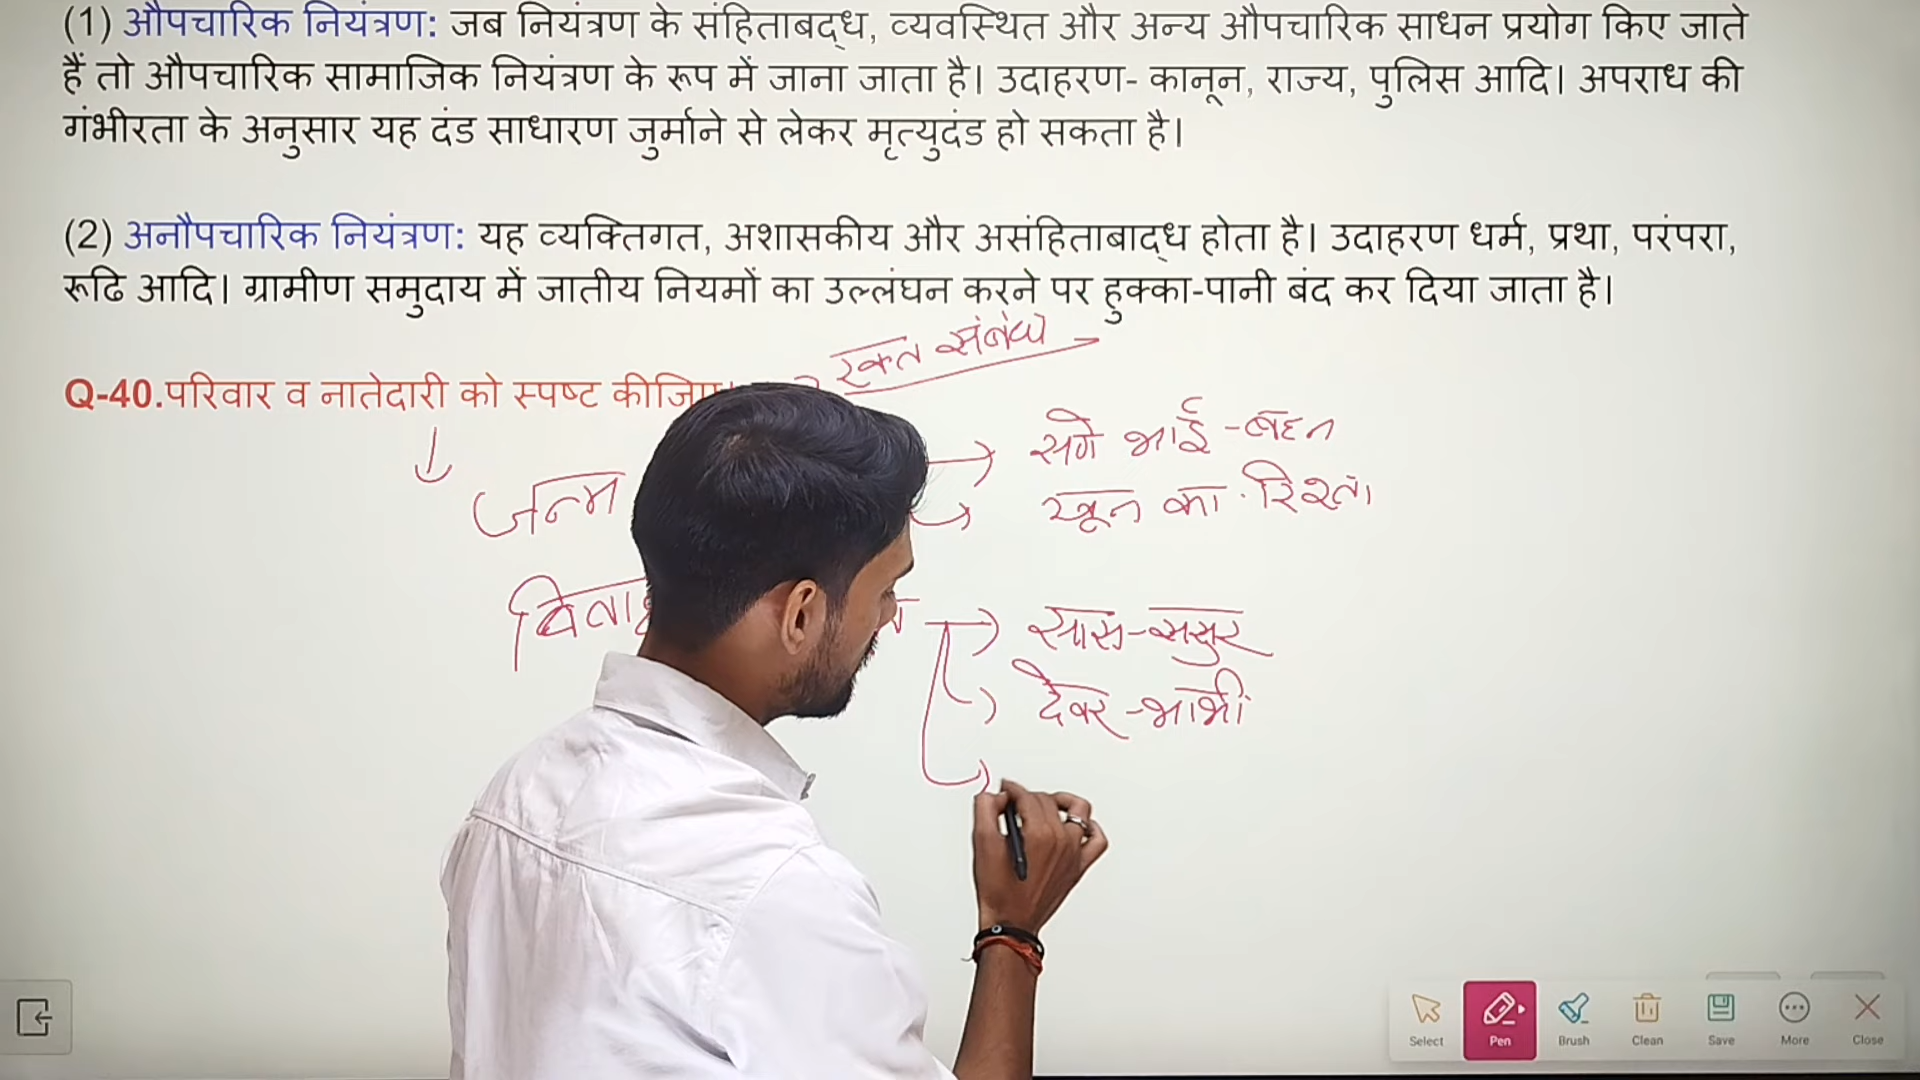 (1) औपचारिक नियंत्रण: जब नियंत्रण के संहिताबद्ध, व्यवस्थित और अन्य औपचारिक साधन प्रयोग किए जाते
हैं तो औपचारिक सामाजिक नियंत्रण के रूप में जाना जाता है। उदाहरण- कानून, राज्य, पुलिस आदि। अपराध की
गंभीरता के अनुसार यह दंड साधारण जुर्माने से लेकर मृत्युदंड हो सकता है।
(2) अनौपचारिक नियंत्रण: यह व्यक्तिगत, अशासकीय और असंहिताबाद्ध होता है। उदाहरण धर्म, प्रथा, परंपरा,
रूढि आदि। ग्रामीण समुदाय में जातीय नियमों का उल्लंघन करने पर हुक्का-पानी बंद कर दिया जाता है।
रक्त संबंध
Q-40.परिवार व नातेदारी को स्पष्ट
सगे भाई-बहन
जन्म
खून का रिश्ता
सास-ससुर
देवर-भाभी
Select Pen Brush Clean Save More Close